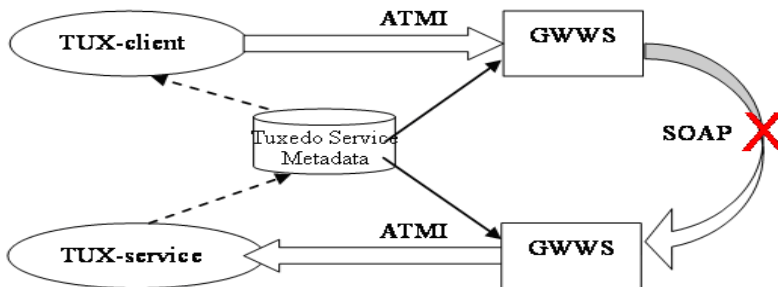 ATMI
GWWS
TUX-client
SOAP
Tuxedo Service
Metadata
ATMI
GWWS
TUX-service